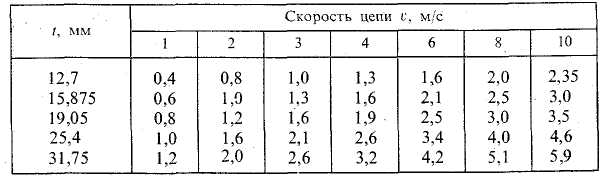 t, мм Скорость цепи v, м/с
1 2 3 4 6 8 10
12,7 0,4 0,8 1,0 1,3 1,6 2,0 2,35
15,875 0,6 1,0 1,3 1,6 2,1 2,5 3,0
19,05 0,8 1,2 1,6 1,9 2,5 3,0 3,5
25,4 1,0 1,6 2,1 2,6 3,4 4,0 4,6
31,75 1,2 2,0 2,6 3,2 4,2 5,1 5,9